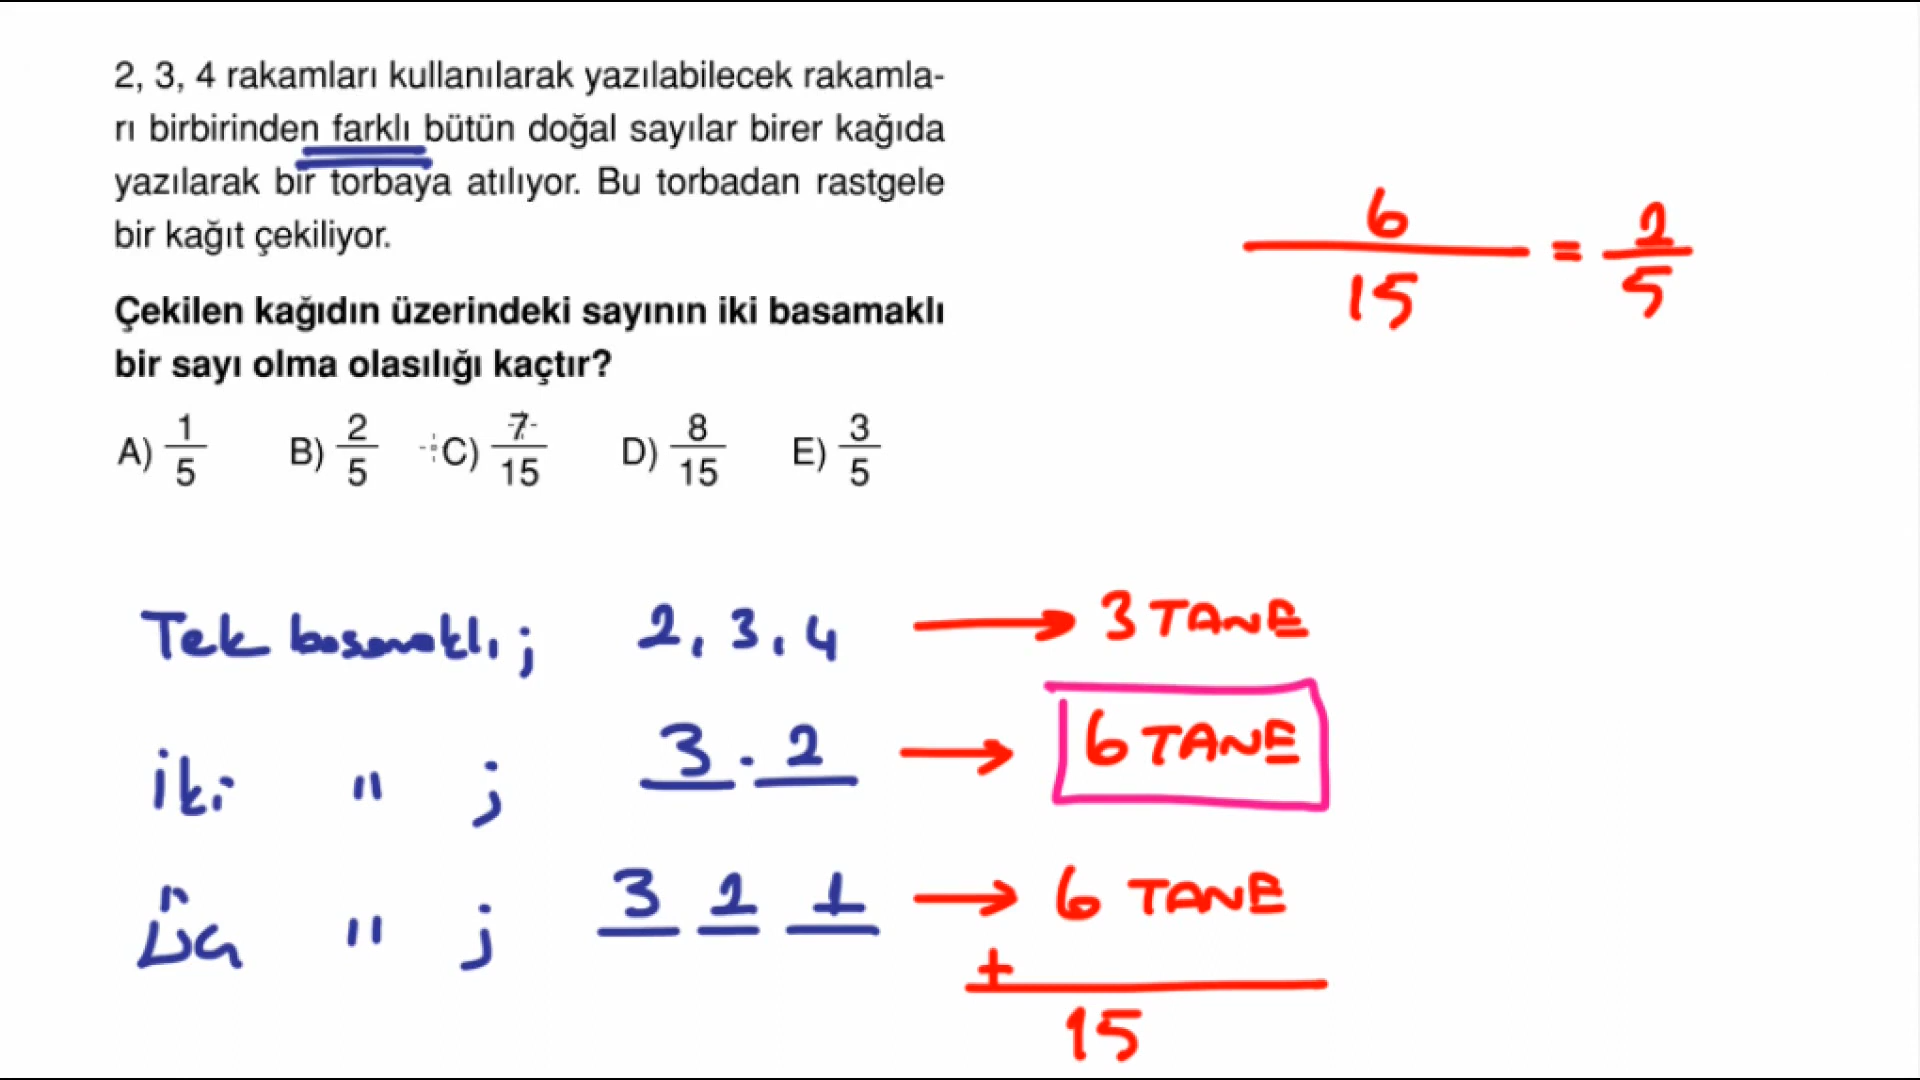 2, 3, 4 rakamları kullanılarak yazılabilecek rakamla-
rı birbirinden farklı bütün doğal sayılar birer kağıda
yazılarak bir torbaya atılıyor. Bu torbadan rastgele
bir kağıt çekiliyor.
Çekilen kağıdın üzerindeki sayının iki basamaklı
bir sayı olma olasılığı kaçtır?
A) 1/5 B) 2/5 C) 7/15 D) 8/15 E) 3/5
6/15 = 2/5
Tek basamaklı; 2, 3, 4 → 3 TANE
iki " ; 3 . 2 → 6 TANE
Üç " ; 3 2 1 → 6 TANE
+
15